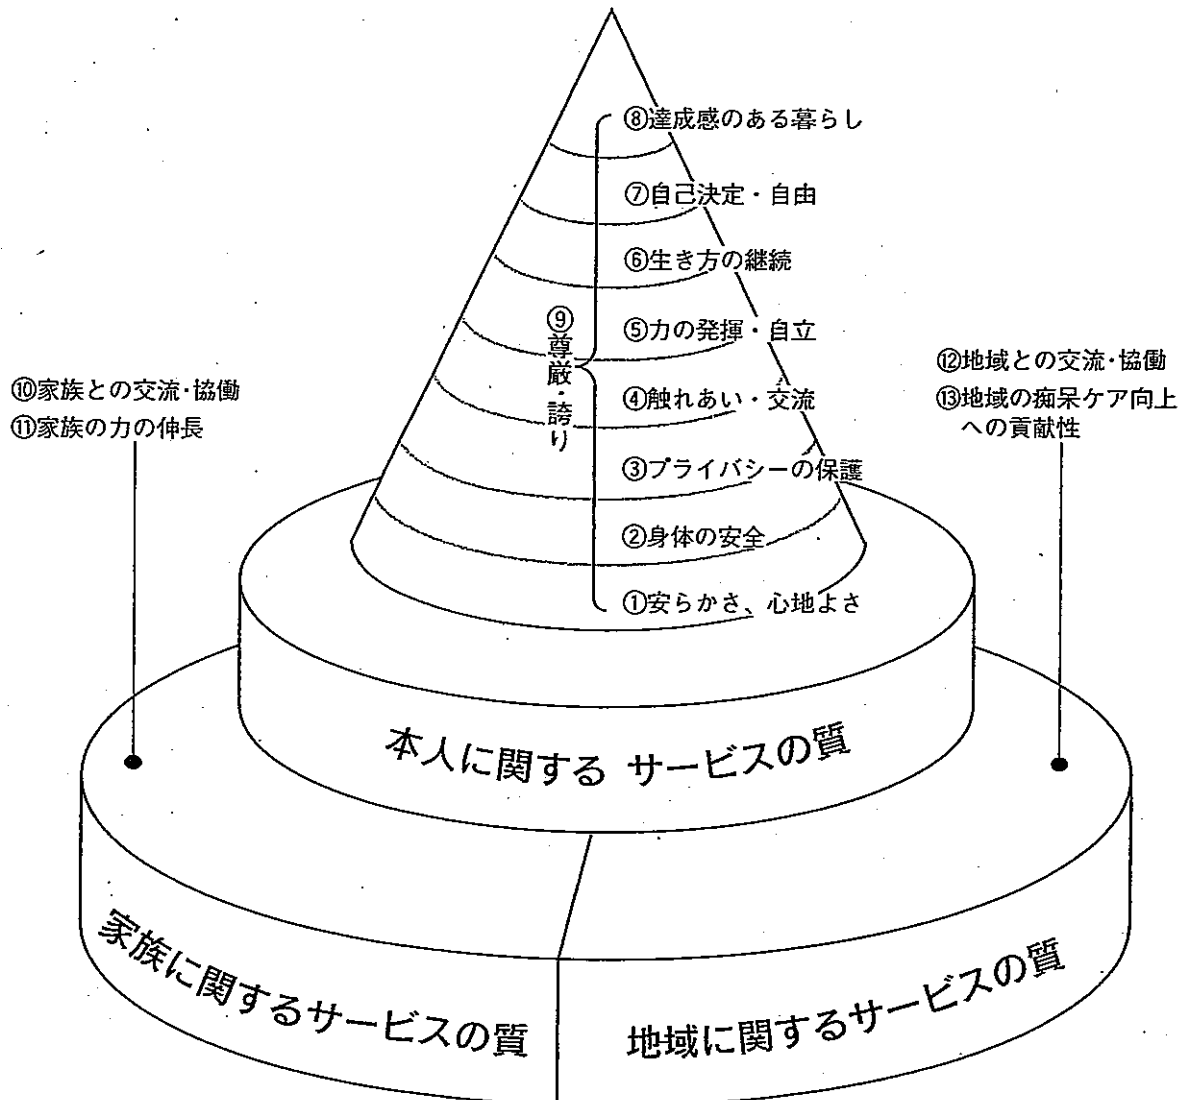 ⑧達成感のある暮らし
⑦自己決定・自由
⑥生き方の継続
⑤力の発揮・自立
⑨尊厳・誇り
④触れあい・交流
③プライバシーの保護
②身体の安全
①安らかさ、心地よさ
⑩家族との交流・協働
⑪家族の力の伸長
⑫地域との交流・協働
⑬地域の痴呆ケア向上
への貢献性
本人に関する サービスの質
家族に関するサービスの質
地域に関するサービスの質